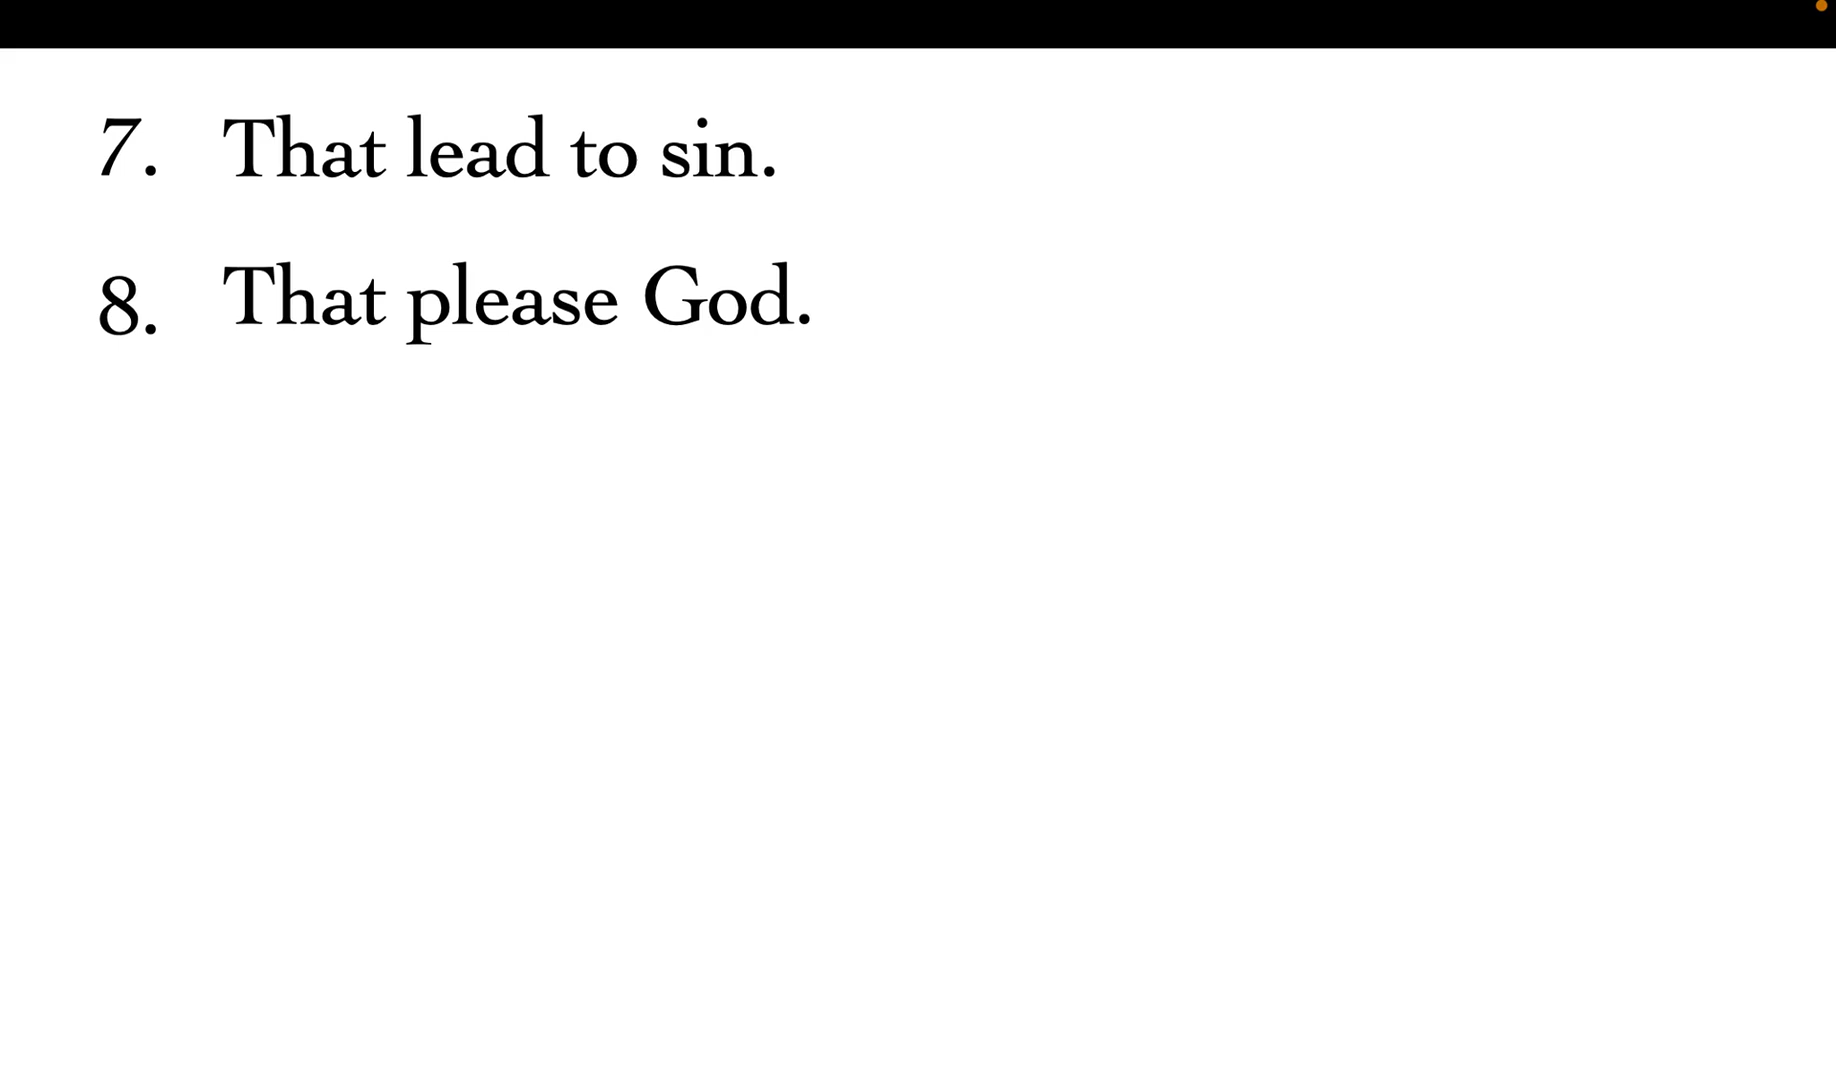 7. That lead to sin.
8. That please God.